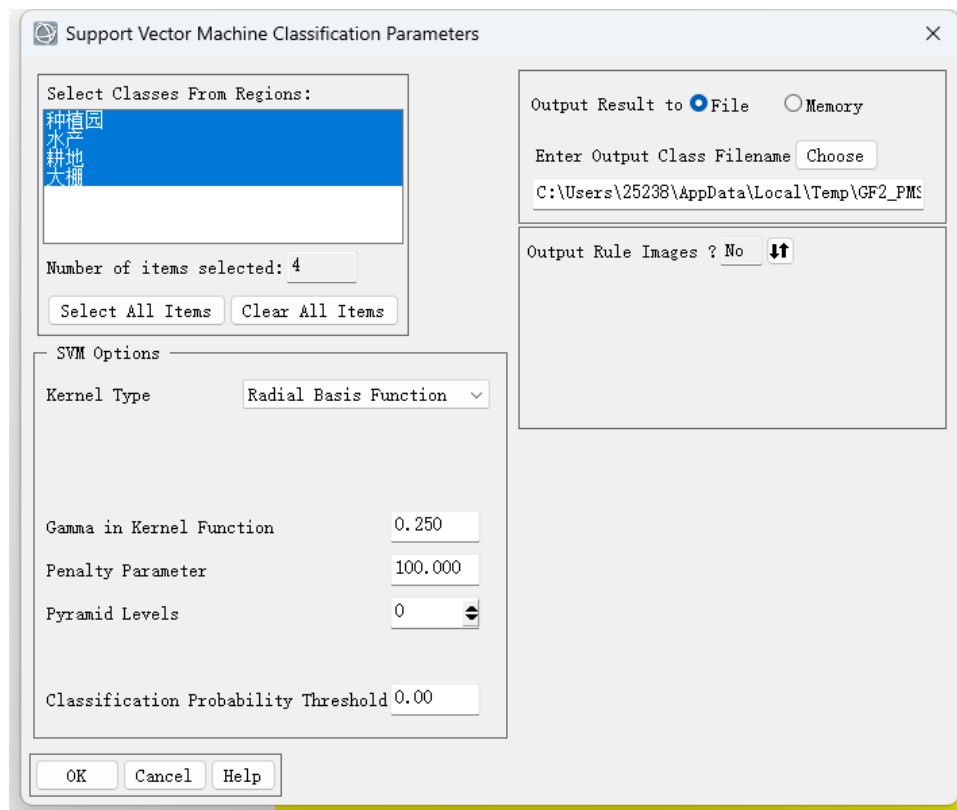 Support Vector Machine Classification Parameters
Select Classes From Regions:
种植园
水产
耕地
大棚
Number of items selected: 4
Select All Items
Clear All Items
SVM Options
Kernel Type
Radial Basis Function
Gamma in Kernel Function
0.250
Penalty Parameter
100.000
Pyramid Levels
0
Classification Probability Threshold 0.00
OK
Cancel
Help
Output Result to File Memory
Enter Output Class Filename Choose
C:\Users\25238\AppData\Local\Temp\GF2_PMS
Output Rule Images ? No